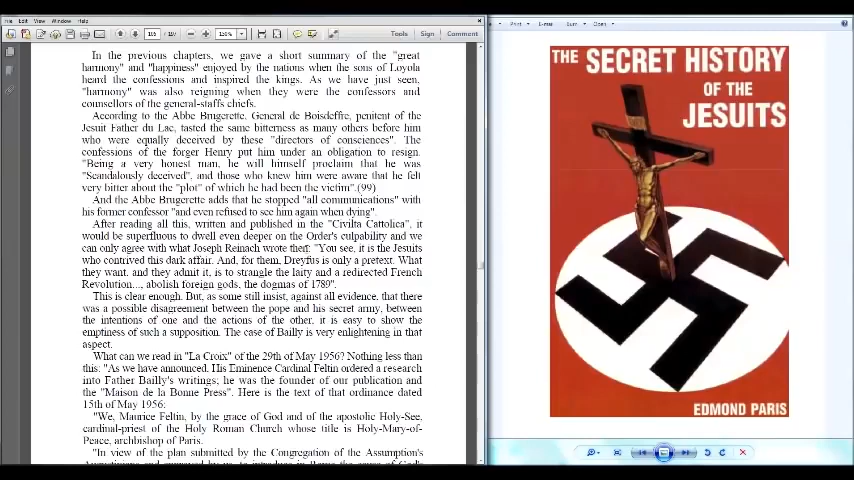 File Edit View Window Help
105 / 197
120%
Tools Sign Comment
In the previous chapters, we gave a short summary of the "great
harmony" and "happiness" enjoyed by the nations when the sons of Loyola
heard the confessions and inspired the kings. As we have just seen,
"harmony" was also reigning when they were the confessors and
counsellors of the general-staffs chiefs.
According to the Abbe Brugerette, General de Boisdeffre, penitent of the
Jesuit Father du Lac, tasted the same bitterness as many others before him
who were equally deceived by these "directors of consciences". The
confessions of the forger Henry put him under an obligation to resign.
"Being a very honest man, he will himself proclaim that he was
"Scandalously deceived", and those who knew him were aware that he felt
very bitter about the "plot" of which he had been the victim".(99)
And the Abbe Brugerette adds that he stopped "all communications" with
his former confessor "and even refused to see him again when dying".
After reading all this, written and published in the "Civilta Cattolica", it
would be superfluous to dwell even deeper on the Order's culpability and we
can only agree with what Joseph Reinach wrote then: "You see, it is the Jesuits
who contrived this dark affair. And, for them, Dreyfus is only a pretext. What
they want, and they admit it, is to strangle the laity and a redirected French
Revolution..., abolish foreign gods, the dogmas of 1789".
This is clear enough. But, as some still insist, against all evidence, that there
was a possible disagreement between the pope and his secret army, between
the intentions of one and the actions of the other, it is easy to show the
emptiness of such a supposition. The case of Bailly is very enlightening in that
aspect.
What can we read in "La Croix" of the 29th of May 1956? Nothing less than
this: "As we have announced, His Eminence Cardinal Feltin ordered a research
into Father Bailly's writings; he was the founder of our publication and
the "Maison de la Bonne Press". Here is the text of that ordinance dated
15th of May 1956:
"We, Maurice Feltin, by the grace of God and of the apostolic Holy-See,
cardinal-priest of the Holy Roman Church whose title is Holy-Mary-of-
Peace, archbishop of Paris.
"In view of the plan submitted by the Congregation of the Assumption's
Print E-mail Burn Open
THE SECRET HISTORY
OF THE
JESUITS
EDMOND PARIS